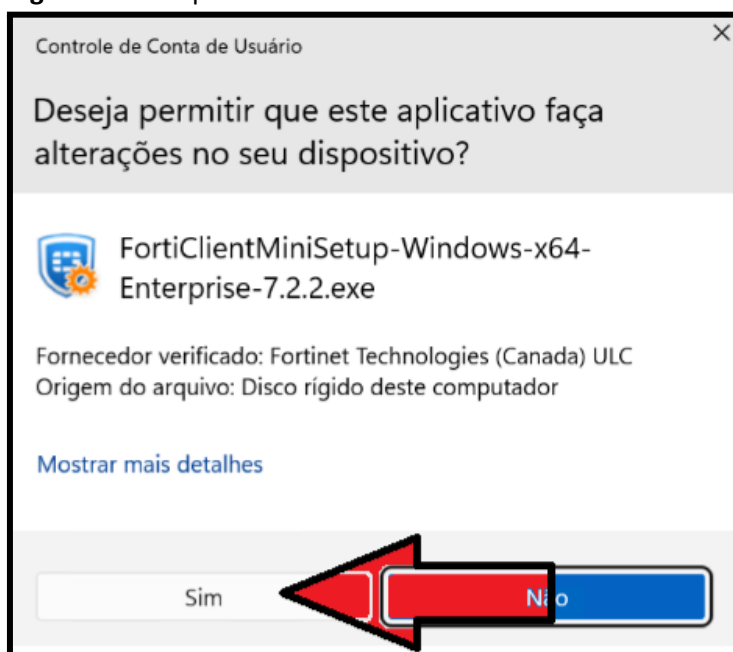 Controle de Conta de Usuário
Deseja permitir que este aplicativo faça
alterações no seu dispositivo?
FortiClientMiniSetup-Windows-x64-
Enterprise-7.2.2.exe
Fornecedor verificado: Fortinet Technologies (Canada) ULC
Origem do arquivo: Disco rígido deste computador
Mostrar mais detalhes
Sim
Não